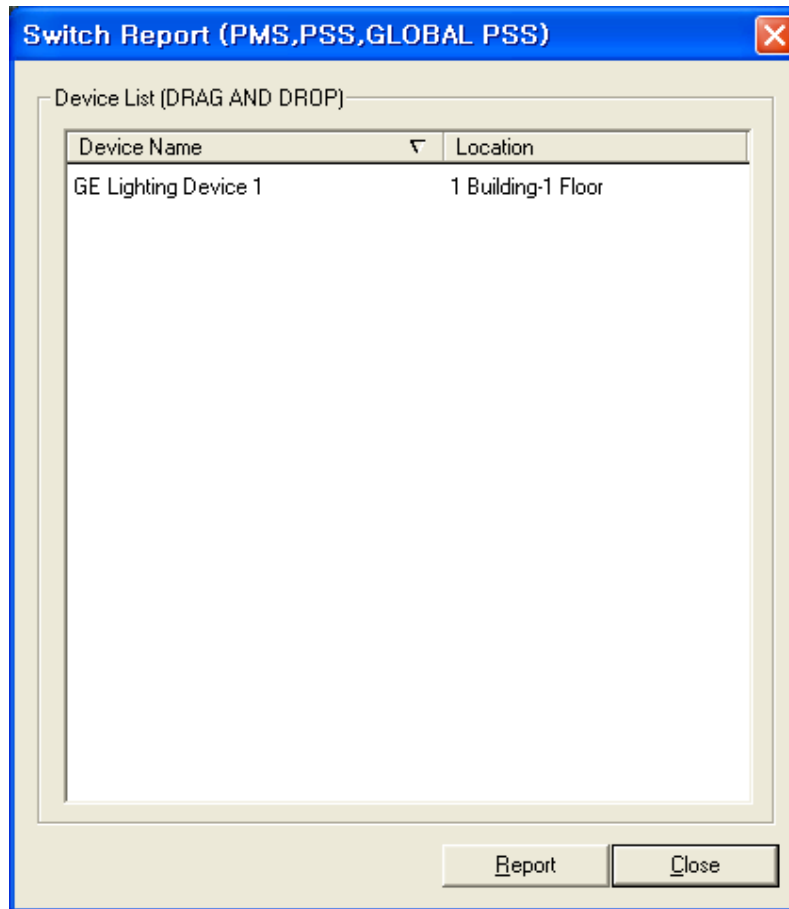 Switch Report (PMS,PSS,GLOBAL PSS)
Device List (DRAG AND DROP)
Device Name Location
GE Lighting Device 1 1 Building-1 Floor
Report Close